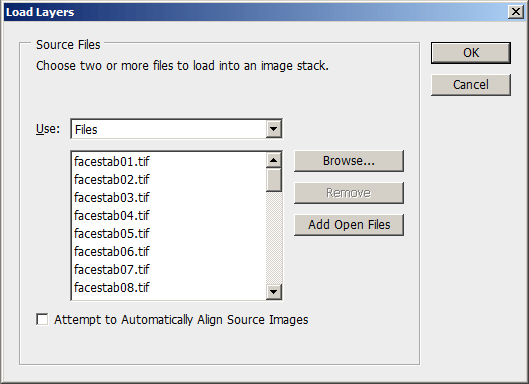 Load Layers
Source Files
Choose two or more files to load into an image stack.
OK
Cancel
Use: Files
facestab01.tif
facestab02.tif
facestab03.tif
facestab04.tif
facestab05.tif
facestab06.tif
facestab07.tif
facestab08.tif
Browse...
Remove
Add Open Files
Attempt to Automatically Align Source Images